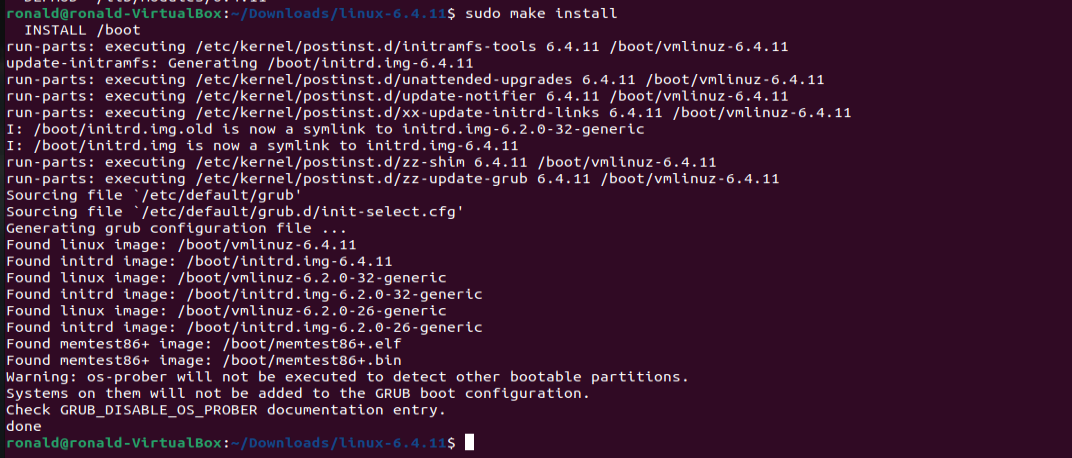 DEPMOD  /lib/modules/6.4.11
ronald@ronald-VirtualBox:~/Downloads/linux-6.4.11$ sudo make install
  INSTALL /boot
run-parts: executing /etc/kernel/postinst.d/initramfs-tools 6.4.11 /boot/vmlinuz-6.4.11
update-initramfs: Generating /boot/initrd.img-6.4.11
run-parts: executing /etc/kernel/postinst.d/unattended-upgrades 6.4.11 /boot/vmlinuz-6.4.11
run-parts: executing /etc/kernel/postinst.d/update-notifier 6.4.11 /boot/vmlinuz-6.4.11
run-parts: executing /etc/kernel/postinst.d/xx-update-initrd-links 6.4.11 /boot/vmlinuz-6.4.11
I: /boot/initrd.img.old is now a symlink to initrd.img-6.2.0-32-generic
I: /boot/initrd.img is now a symlink to initrd.img-6.4.11
run-parts: executing /etc/kernel/postinst.d/zz-shim 6.4.11 /boot/vmlinuz-6.4.11
run-parts: executing /etc/kernel/postinst.d/zz-update-grub 6.4.11 /boot/vmlinuz-6.4.11
Sourcing file `/etc/default/grub'
Sourcing file `/etc/default/grub.d/init-select.cfg'
Generating grub configuration file ...
Found linux image: /boot/vmlinuz-6.4.11
Found initrd image: /boot/initrd.img-6.4.11
Found linux image: /boot/vmlinuz-6.2.0-32-generic
Found initrd image: /boot/initrd.img-6.2.0-32-generic
Found linux image: /boot/vmlinuz-6.2.0-26-generic
Found initrd image: /boot/initrd.img-6.2.0-26-generic
Found memtest86+ image: /boot/memtest86+.elf
Found memtest86+ image: /boot/memtest86+.bin
Warning: os-prober will not be executed to detect other bootable partitions.
Systems on them will not be added to the GRUB boot configuration.
Check GRUB_DISABLE_OS_PROBER documentation entry.
done
ronald@ronald-VirtualBox:~/Downloads/linux-6.4.11$